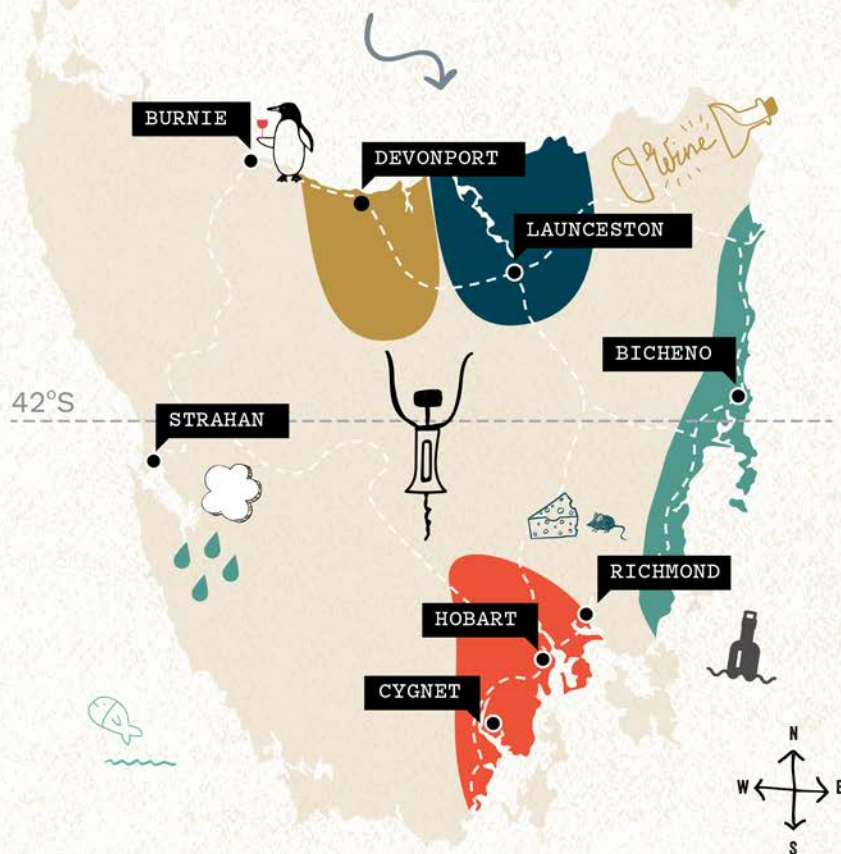 BURNIE
DEVONPORT
Wine
LAUNCESTON
BICHENO
42°S
STRAHAN
RICHMOND
HOBART
CYGNET
N
W E
S